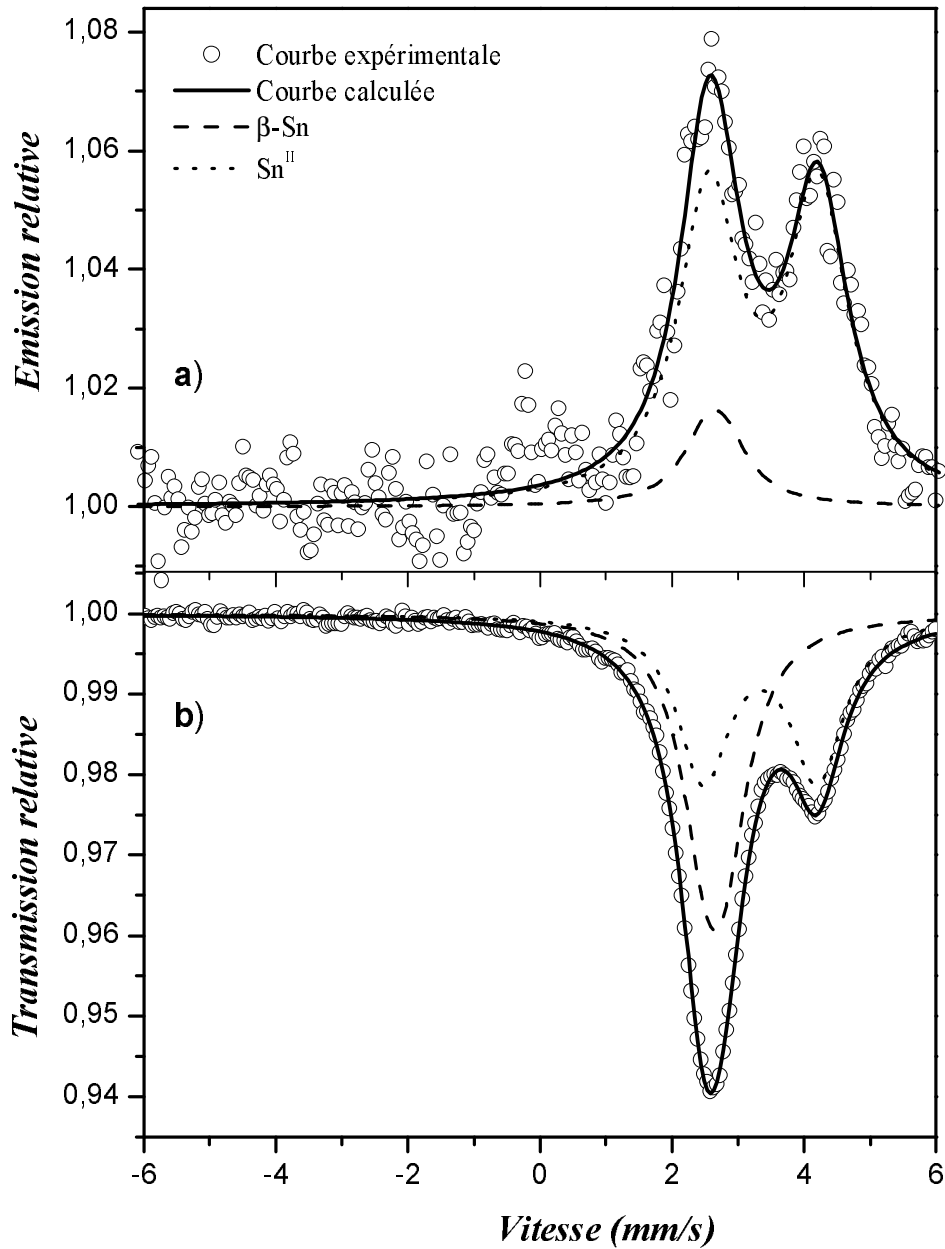 1,08
1,06
1,04
1,02
1,00
Emission relative
Courbe expérimentale
Courbe calculée
β-Sn
Sn^II
a)
1,00
0,99
0,98
0,97
0,96
0,95
0,94
Transmission relative
b)
-6 -4 -2 0 2 4 6
Vitesse (mm/s)